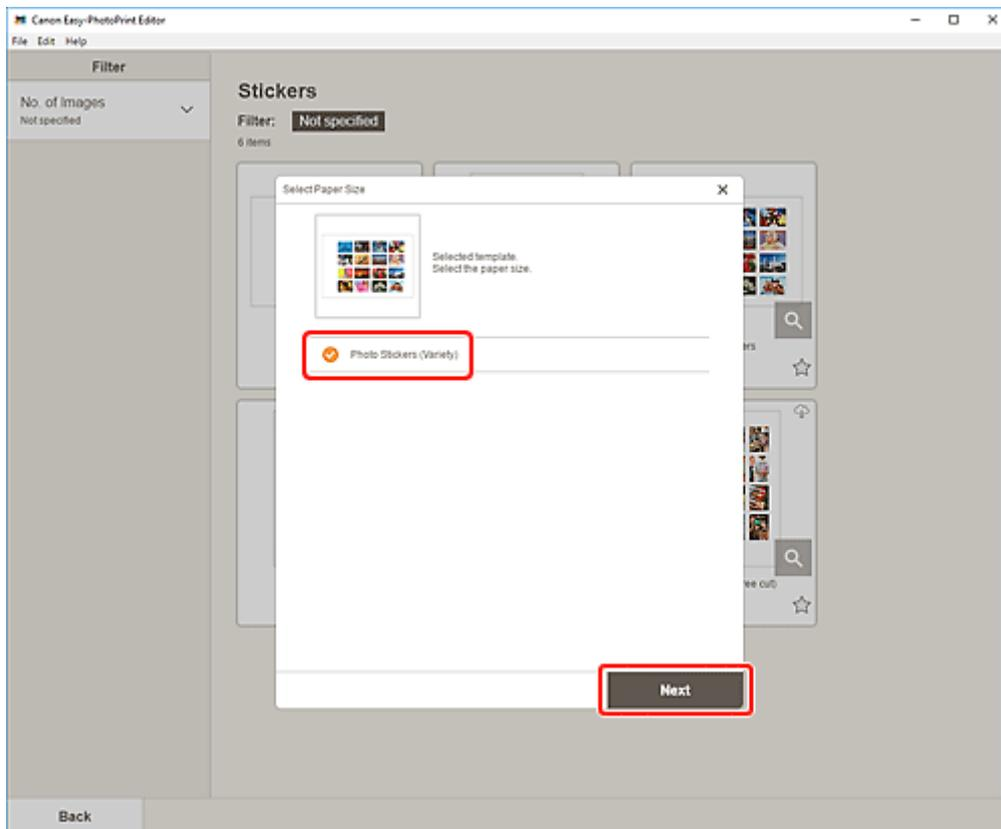 Canon Easy-PhotoPrint Editor
File Edit Help
Filter
No. of Images
Not specified
Stickers
Filter: Not specified
6 items
Select Paper Size
Selected template.
Select the paper size.
Photo Stickers (Variety)
Next
Back